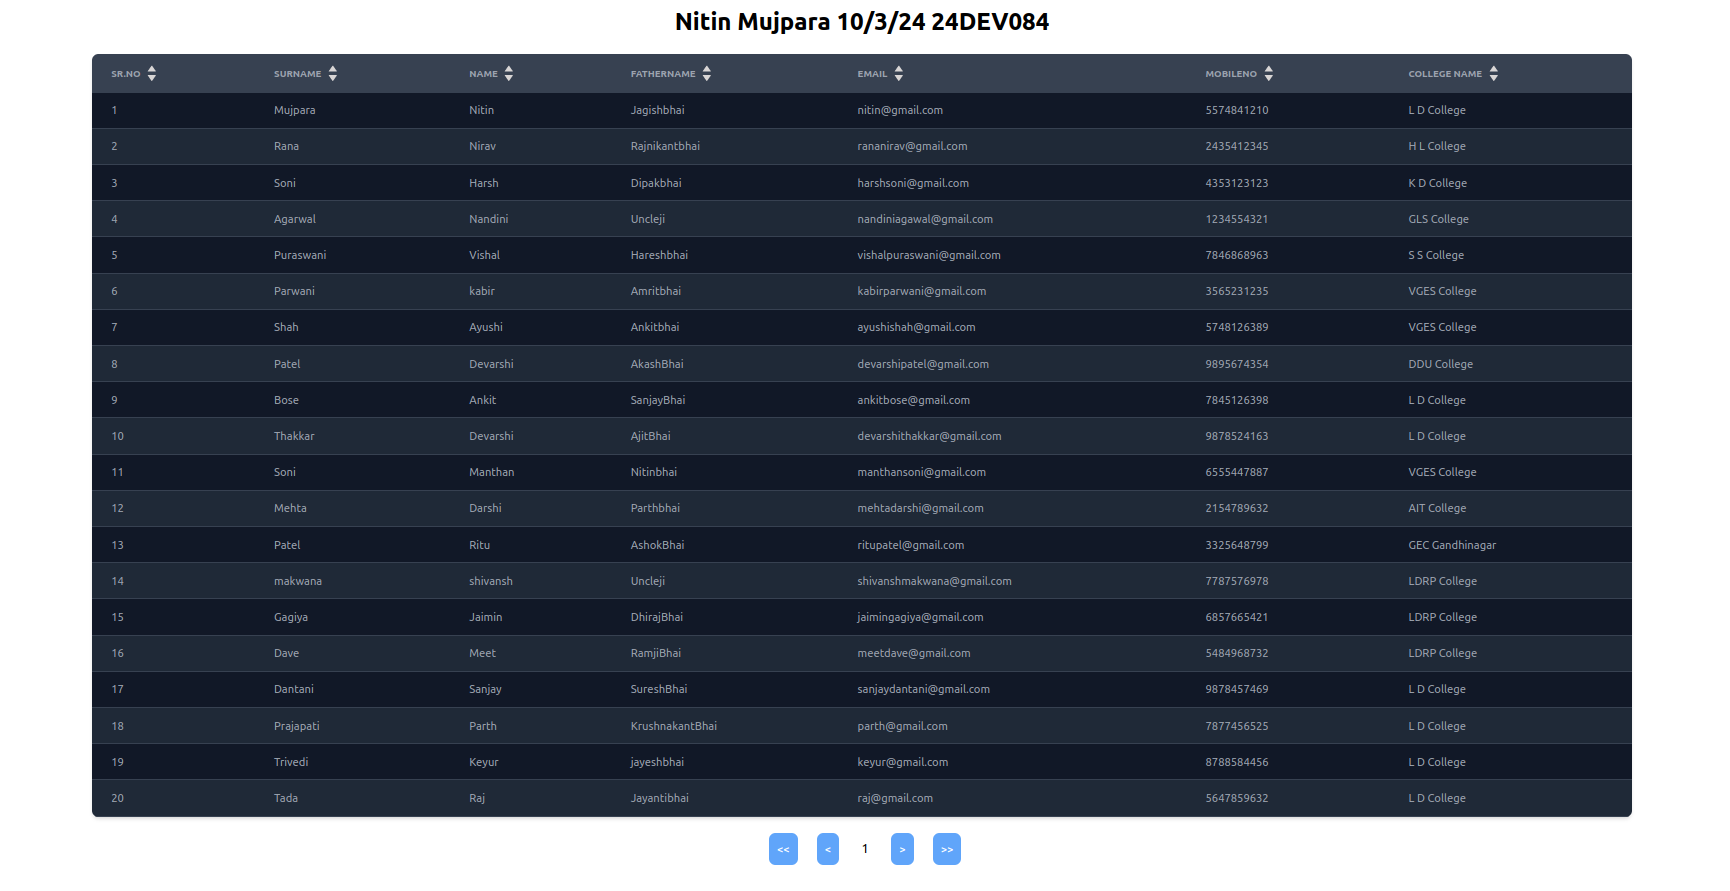 Nitin Mujpara 10/3/24 24DEV084
SR.NO SURNAME NAME FATHERNAME EMAIL MOBILENO COLLEGE NAME
1 Mujpara Nitin Jagishbhai nitin@gmail.com 5574841210 L D College
2 Rana Nirav Rajnikantbhai rananirav@gmail.com 2435412345 H L College
3 Soni Harsh Dipakbhai harshsoni@gmail.com 4353123123 K D College
4 Agarwal Nandini Uncleji nandiniagawal@gmail.com 1234554321 GLS College
5 Puraswani Vishal Hareshbhai vishalpuraswani@gmail.com 7846868963 S S College
6 Parwani kabir Amritbhai kabirparwani@gmail.com 3565231235 VGES College
7 Shah Ayushi Ankitbhai ayushishah@gmail.com 5748126389 VGES College
8 Patel Devarshi AkashBhai devarshipatel@gmail.com 9895674354 DDU College
9 Bose Ankit SanjayBhai ankitbose@gmail.com 7845126398 L D College
10 Thakkar Devarshi AjitBhai devarshithakkar@gmail.com 9878524163 L D College
11 Soni Manthan Nitinbhai manthansoni@gmail.com 6555447887 VGES College
12 Mehta Darshi Parthbhai mehtadarshi@gmail.com 2154789632 AIT College
13 Patel Ritu AshokBhai ritupatel@gmail.com 3325648799 GEC Gandhinagar
14 makwana shivansh Uncleji shivanshmakwana@gmail.com 7787576978 LDRP College
15 Gagiya Jaimin DhirajBhai jaimingagiya@gmail.com 6857665421 LDRP College
16 Dave Meet RamjiBhai meetdave@gmail.com 5484968732 LDRP College
17 Dantani Sanjay SureshBhai sanjaydantani@gmail.com 9878457469 L D College
18 Prajapati Parth KrushnakantBhai parth@gmail.com 7877456525 L D College
19 Trivedi Keyur jayeshbhai keyur@gmail.com 8788584456 L D College
20 Tada Raj Jayantibhai raj@gmail.com 5647859632 L D College
<< < 1 > >>